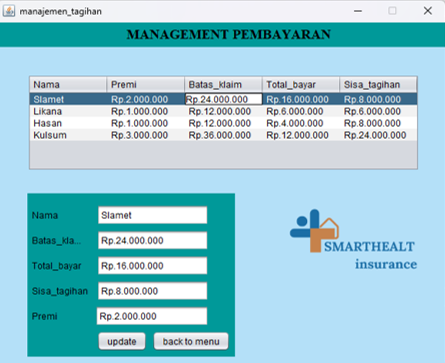 manajemen_tagihan
MANAGEMENT PEMBAYARAN
Nama Premi Batas_klaim Total_bayar Sisa_tagihan
Slamet Rp.2.000.000 Rp.24.000.000 Rp.16.000.000 Rp.8.000.000
Likana Rp.1.000.000 Rp.12.000.000 Rp.6.000.000 Rp.6.000.000
Hasan Rp.1.000.000 Rp.12.000.000 Rp.4.000.000 Rp.8.000.000
Kulsum Rp.3.000.000 Rp.36.000.000 Rp.12.000.000 Rp.24.000.000
Nama Slamet
Batas_kla... Rp.24.000.000
Total_bayar Rp.16.000.000
Sisa_tagihan Rp.8.000.000
Premi Rp.2.000.000
update back to menu
SMARTHEALT
insurance